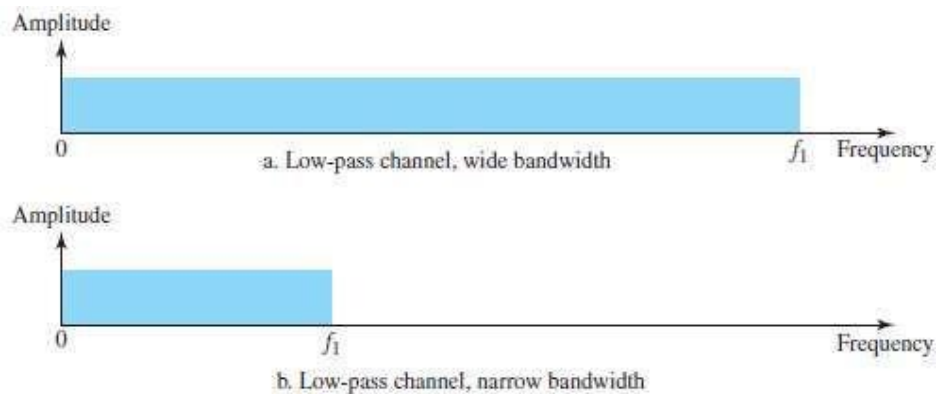 Amplitude
0
f1
Frequency
a. Low-pass channel, wide bandwidth
Amplitude
0
f1
Frequency
b. Low-pass channel, narrow bandwidth